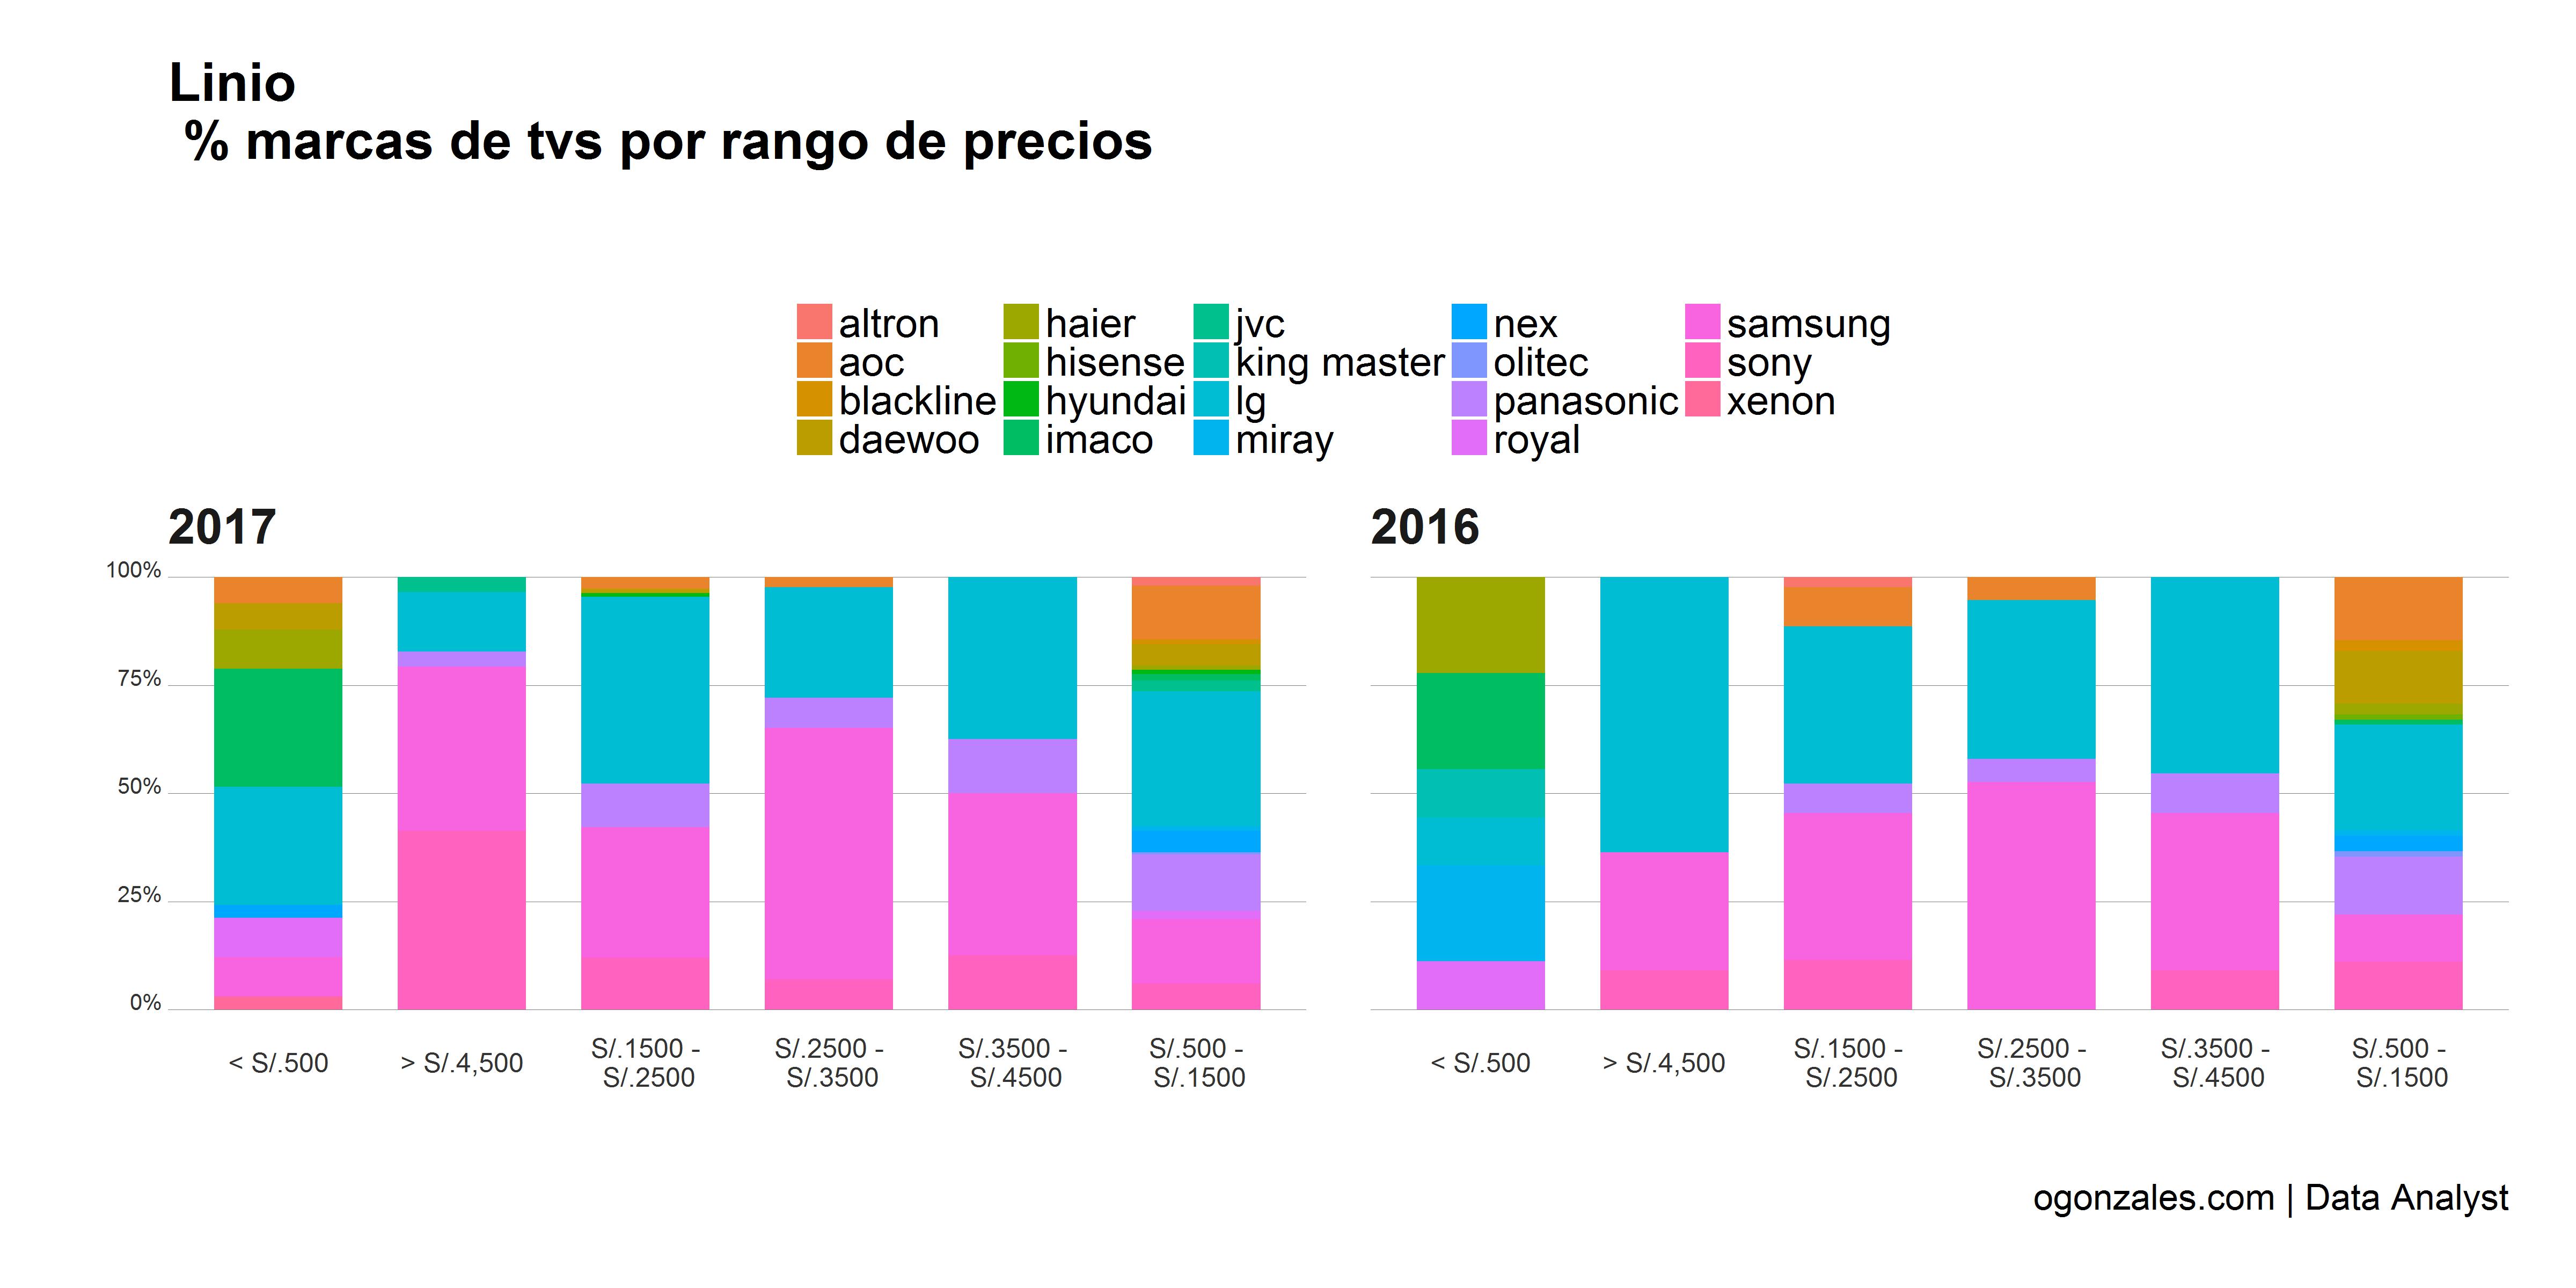 Linio
% marcas de tvs por rango de precios
altron
haier
jvc
nex
samsung
aoc
hisense
king master
olitec
sony
blackline
hyundai
lg
panasonic
xenon
daewoo
imaco
miray
royal
2017
2016
100%
75%
50%
25%
0%
< S/.500
> S/.4,500
S/.1500 -
S/.2500
S/.2500 -
S/.3500
S/.3500 -
S/.4500
S/.500 -
S/.1500
< S/.500
> S/.4,500
S/.1500 -
S/.2500
S/.2500 -
S/.3500
S/.3500 -
S/.4500
S/.500 -
S/.1500
ogonzales.com | Data Analyst